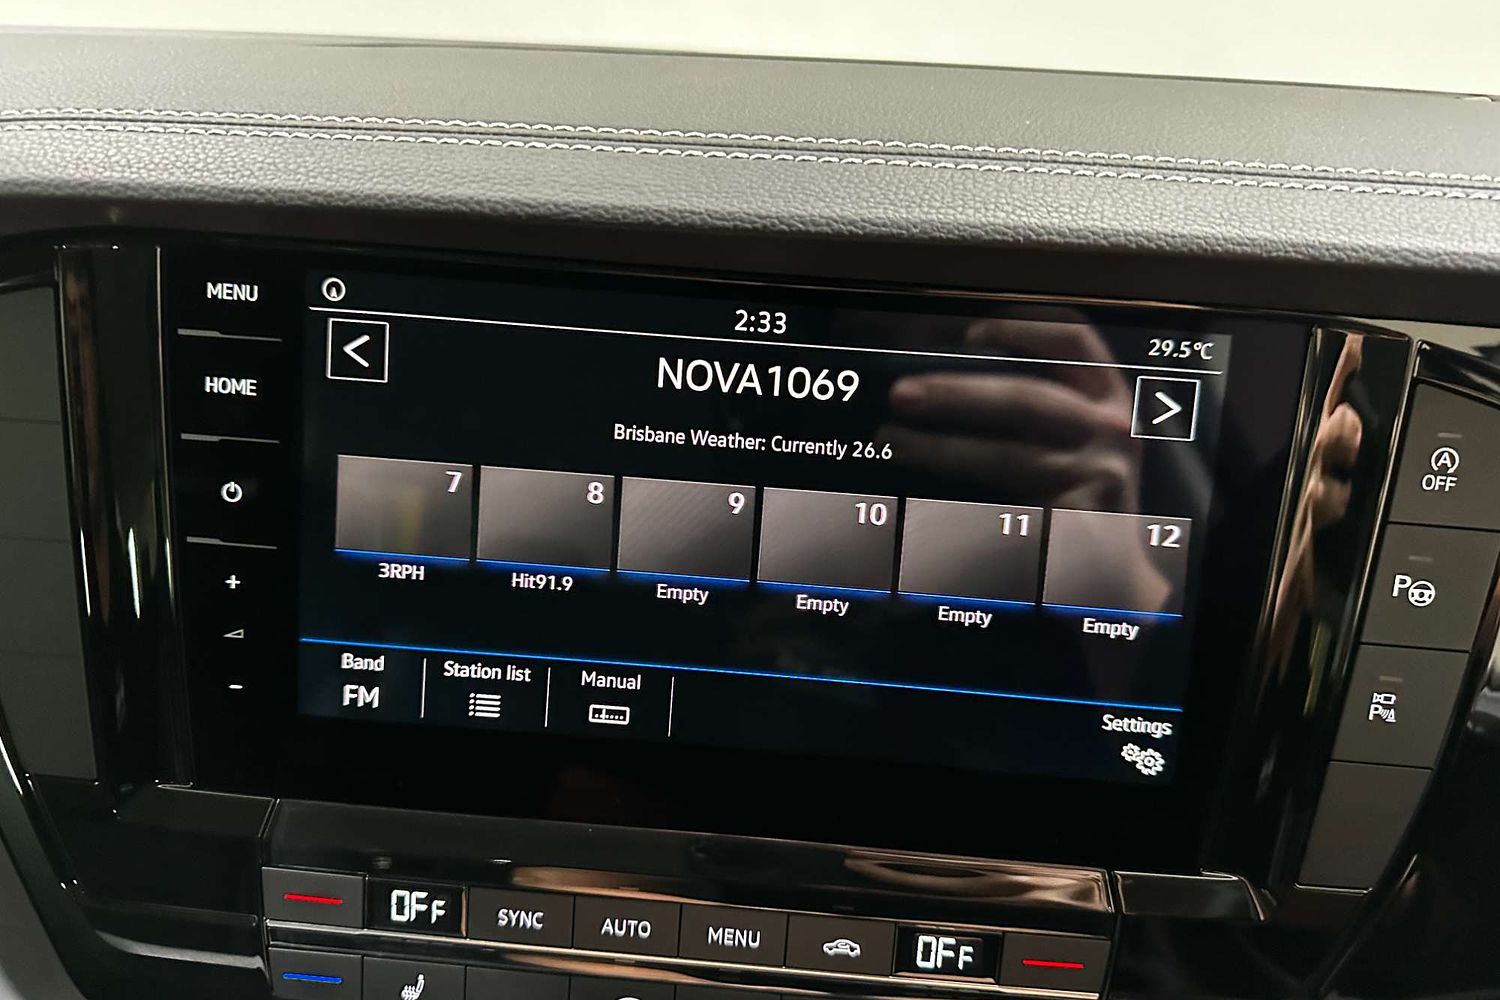 MENU
HOME
+
-
2:33
29.5°C
<
NOVA1069
>
Brisbane Weather: Currently 26.6
7
8
9
10
11
12
3RPH
Hit91.9
Empty
Empty
Empty
Empty
Band
FM
Station list
Manual
Settings
A
OFF
P
P
OFF
SYNC
AUTO
MENU
OFF